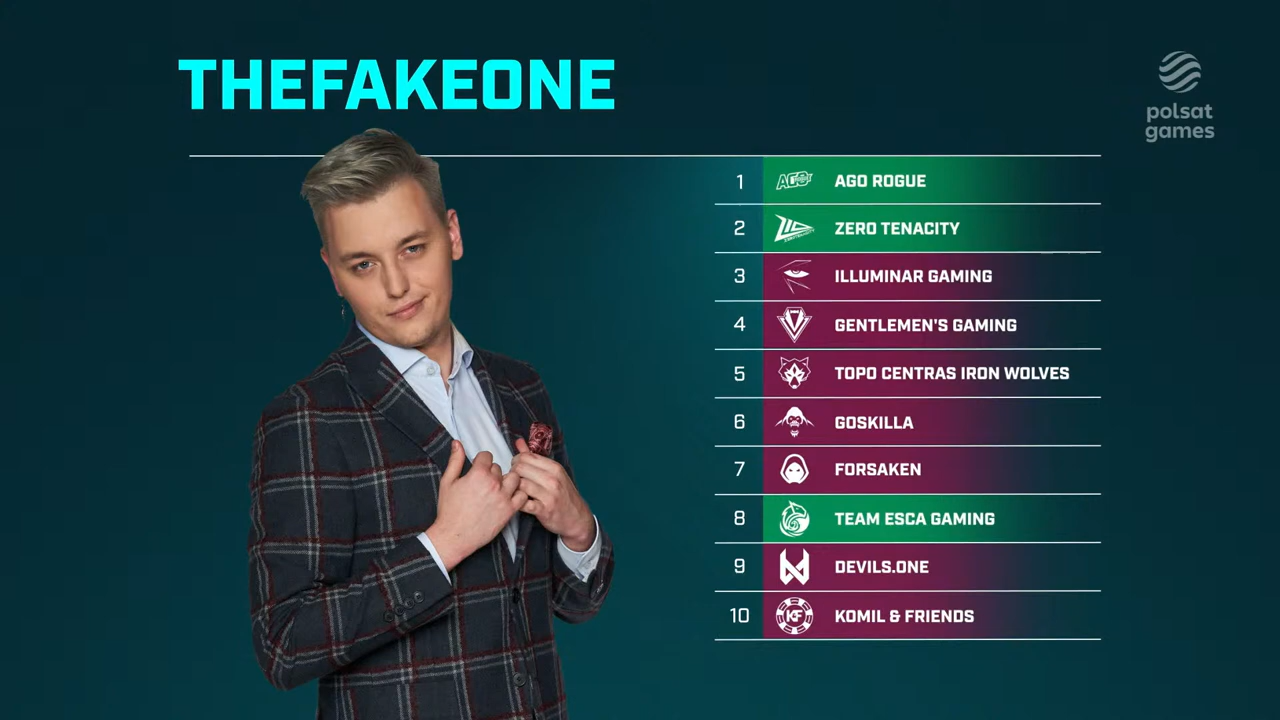 THEFAKEONE
polsat
games
1 AGO ROGUE
2 ZERO TENACITY
3 ILLUMINAR GAMING
4 GENTLEMEN'S GAMING
5 TOPO CENTRAS IRON WOLVES
6 GOSKILLA
7 FORSAKEN
8 TEAM ESCA GAMING
9 DEVILS.ONE
10 KF KOMIL & FRIENDS